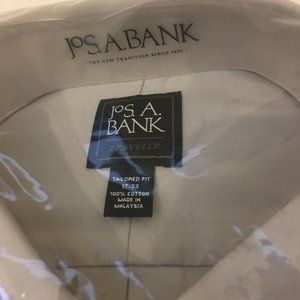 JOS. A. BANK
• THE NEW TRADITION SINCE 1905 •
JOS. A.
BANK
TRAVELER
TAILORED FIT
17-33
100% COTTON
MADE IN
MALAYSIA